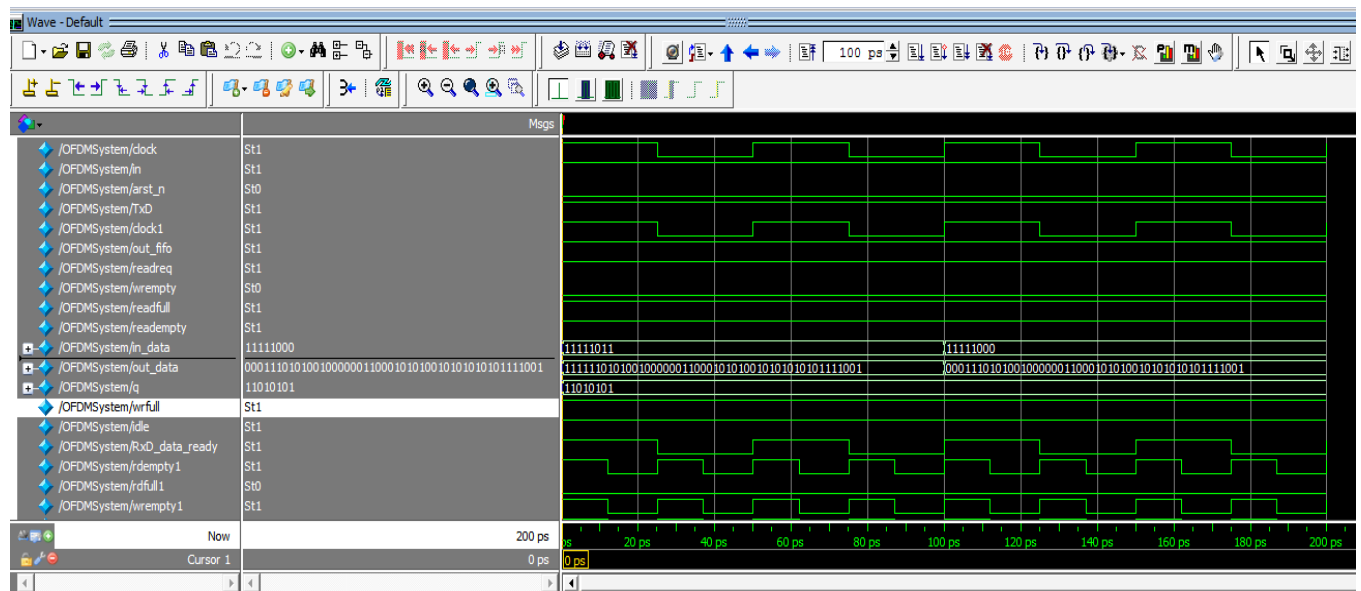 Wave - Default
100 ps
Msgs
/OFDMSystem/clock St1
/OFDMSystem/in St1
/OFDMSystem/arst_n St0
/OFDMSystem/TxD St1
/OFDMSystem/clock1 St1
/OFDMSystem/out_fifo St1
/OFDMSystem/readreq St1
/OFDMSystem/wrempty St0
/OFDMSystem/readfull St1
/OFDMSystem/readempty St1
/OFDMSystem/in_data 11111000 11111011 11111000
/OFDMSystem/out_data 000111010100100000011000101010010101010101111001 111111010100100000011000101010010101010101111001 000111010100100000011000101010010101010101111001
/OFDMSystem/q 11010101 11010101
/OFDMSystem/wrfull St1
/OFDMSystem/idle St1
/OFDMSystem/RxD_data_ready St1
/OFDMSystem/rdempty1 St1
/OFDMSystem/rdfull1 St0
/OFDMSystem/wrempty1 St1
Now 200 ps ps 20 ps 40 ps 60 ps 80 ps 100 ps 120 ps 140 ps 160 ps 180 ps 200 ps
Cursor 1 0 ps 0 ps